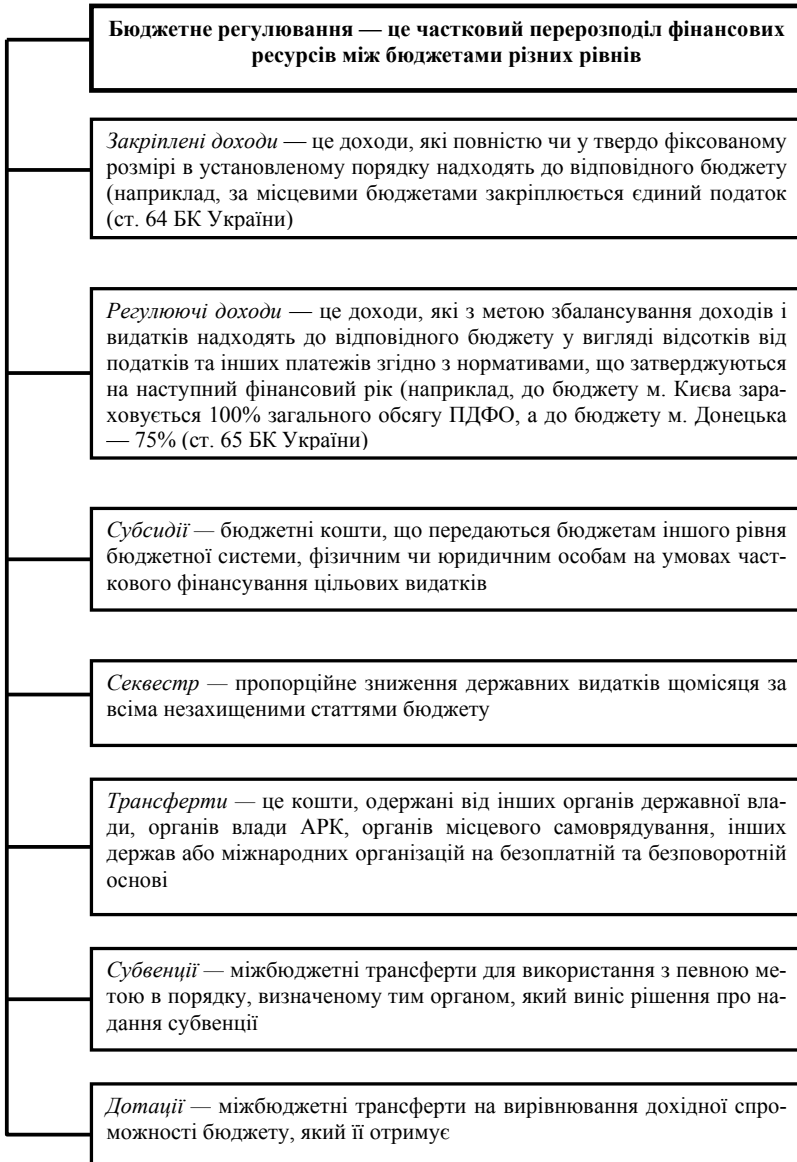 Бюджетне регулювання — це частковий перерозподіл фінансових
ресурсів між бюджетами різних рівнів
Закріплені доходи — це доходи, які повністю чи у твердо фіксованому
розмірі в установленому порядку надходять до відповідного бюджету
(наприклад, за місцевими бюджетами закріплюється єдиний податок
(ст. 64 БК України)
Регулюючі доходи — це доходи, які з метою збалансування доходів і
видатків надходять до відповідного бюджету у вигляді відсотків від
податків та інших платежів згідно з нормативами, що затверджуються
на наступний фінансовий рік (наприклад, до бюджету м. Києва зара-
ховується 100% загального обсягу ПДФО, а до бюджету м. Донецька
— 75% (ст. 65 БК України)
Субсидії — бюджетні кошти, що передаються бюджетам іншого рівня
бюджетної системи, фізичним чи юридичним особам на умовах част-
кового фінансування цільових видатків
Секвестр — пропорційне зниження державних видатків щомісяця за
всіма незахищеними статтями бюджету
Трансферти — це кошти, одержані від інших органів державної вла-
ди, органів влади АРК, органів місцевого самоврядування, інших
держав або міжнародних організацій на безоплатній та безповоротній
основі
Субвенції — міжбюджетні трансферти для використання з певною ме-
тою в порядку, визначеному тим органом, який виніс рішення про на-
дання субвенції
Дотації — міжбюджетні трансферти на вирівнювання дохідної спро-
можності бюджету, який її отримує